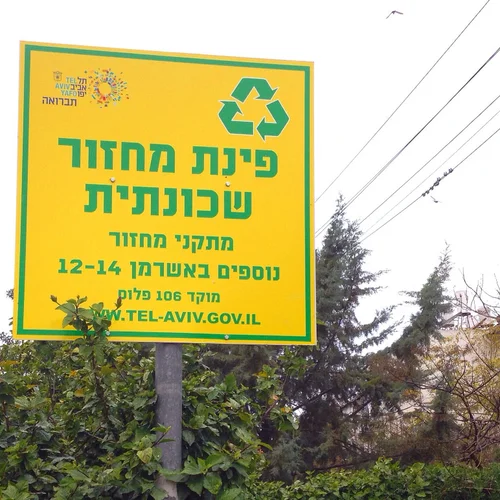 תל TEL
אביב AVIV
יפו YAFO
תברואה
פינת מחזור
שכונתית
מתקני מחזור
נוספים באשרמן 12-14
מוקד 106 פלוס
WW.TEL-AVIV.GOV.IL